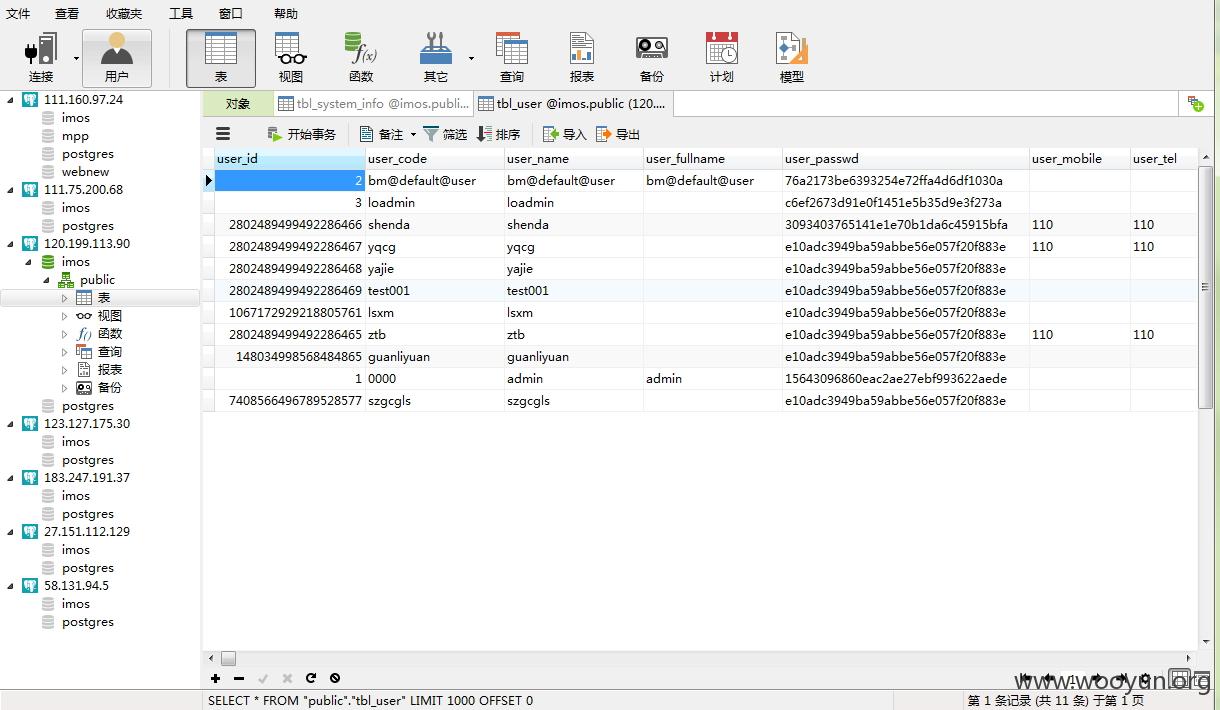 文件 查看 收藏夹 工具 窗口 帮助
连接 用户 表 视图 函数 其它 查询 报表 备份 计划 模型
对象 tbl_system_info @imos.publi... tbl_user @imos.public (120....
开始事务 备注 筛选 排序 导入 导出
111.160.97.24
imos
mpp
postgres
webnew
111.75.200.68
imos
postgres
120.199.113.90
imos
public
表
视图
函数
查询
报表
备份
postgres
123.127.175.30
imos
postgres
183.247.191.37
imos
postgres
27.151.112.129
imos
postgres
58.131.94.5
imos
postgres
user_id user_code user_name user_fullname user_passwd user_mobile user_tel
2 bm@default@user bm@default@user bm@default@user 76a2173be6393254e72ffa4d6df1030a
3 loadmin loadmin c6ef2673d91e0f1451e5b35d9e3f273a
2802489499492286466 shenda shenda 3093403765141e1e70b1da6c45915bfa 110 110
2802489499492286467 yqcg yqcg e10adc3949ba59abbe56e057f20f883e 110 110
2802489499492286468 yajie yajie e10adc3949ba59abbe56e057f20f883e
2802489499492286469 test001 test001 e10adc3949ba59abbe56e057f20f883e
1067172929218805761 lsxm lsxm e10adc3949ba59abbe56e057f20f883e
2802489499492286465 ztb ztb e10adc3949ba59abbe56e057f20f883e 110 110
148034998568484865 guanliyuan guanliyuan e10adc3949ba59abbe56e057f20f883e
1 0000 admin admin 15643096860eac2ae27ebf993622aede
7408566496789528577 szgcgls szgcgls e10adc3949ba59abbe56e057f20f883e
1
www.wooyun.org
SELECT * FROM "public"."tbl_user" LIMIT 1000 OFFSET 0 第 1 条记录 (共 11 条) 于第 1 页